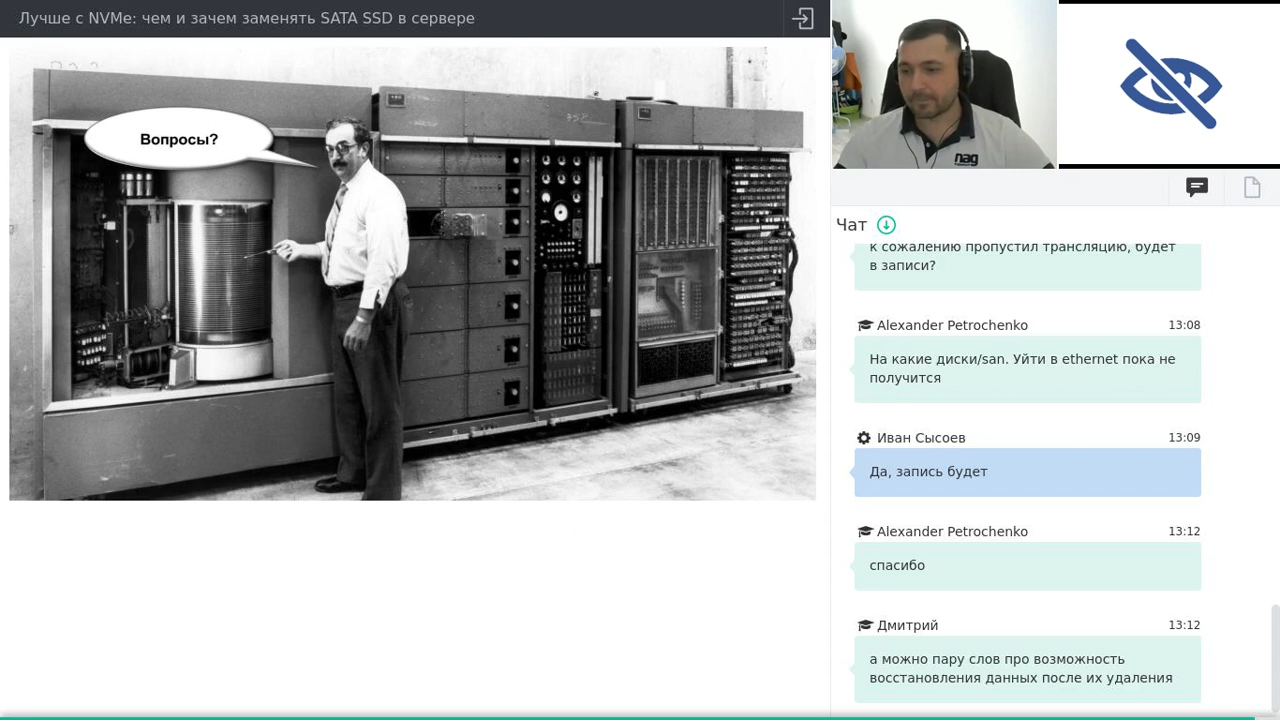 Лучше с NVMe: чем и зачем заменять SATA SSD в сервере
Вопросы?
nag
Чат
к сожалению пропустил трансляцию, будет
в записи?
Alexander Petrochenko 13:08
На какие диски/san. Уйти в ethernet пока не
получится
Иван Сысоев 13:09
Да, запись будет
Alexander Petrochenko 13:12
спасибо
Дмитрий 13:12
а можно пару слов про возможность
восстановления данных после их удаления